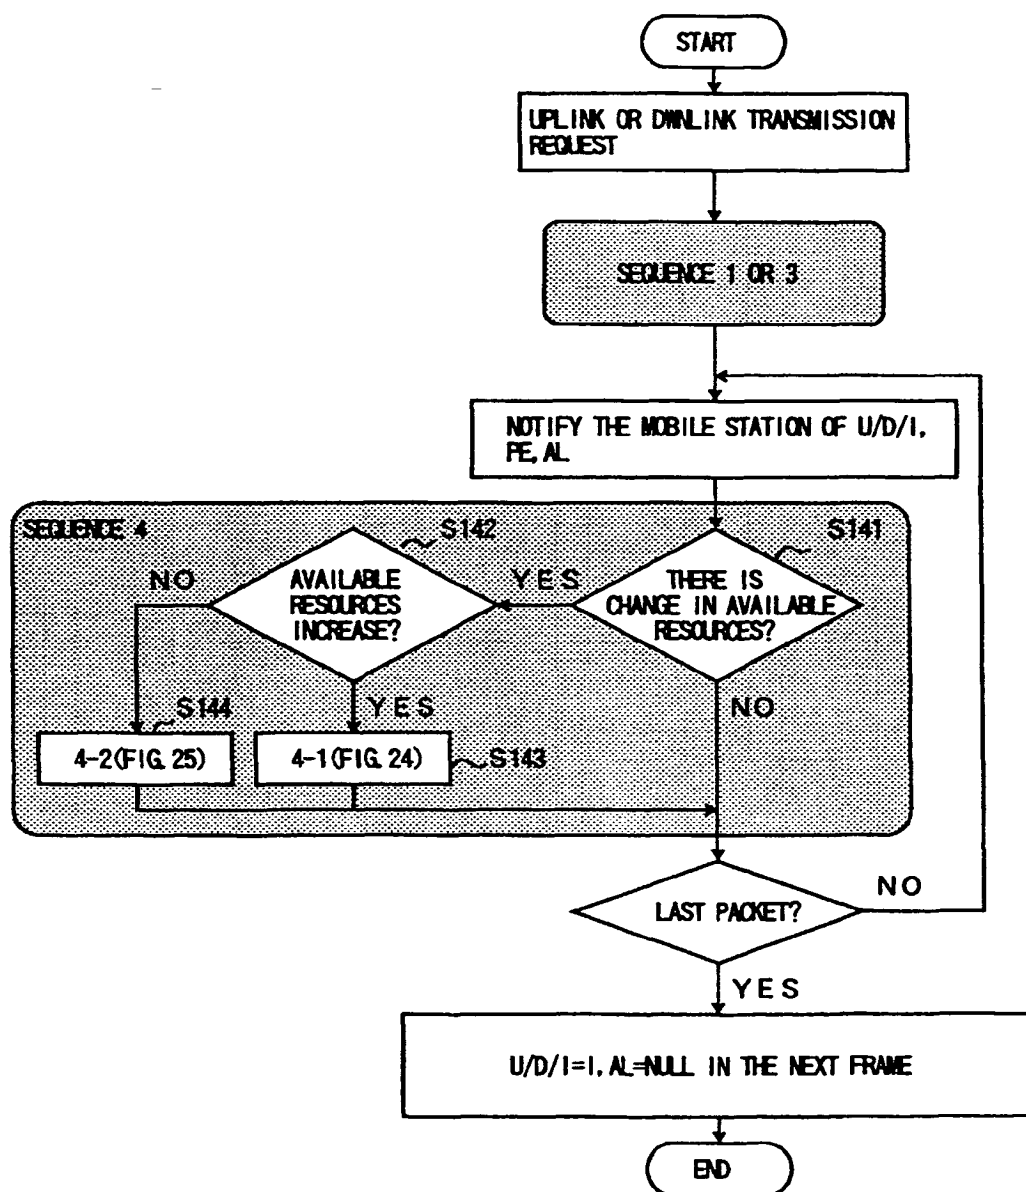 START
UPLINK OR DWNLINK TRANSMISSION
REQUEST
SEQUENCE 1 OR 3
NOTIFY THE MOBILE STATION OF U/D/I,
PE, AL
SEQUENCE 4
S142
S141
NO
AVAILABLE
RESOURCES
INCREASE?
YES
THERE IS
CHANGE IN AVAILABLE
RESOURCES?
S144
YES
NO
4-2(FIG. 25)
4-1(FIG. 24)
S143
LAST PACKET?
NO
YES
U/D/I=I, AL=NULL IN THE NEXT FRAME
END